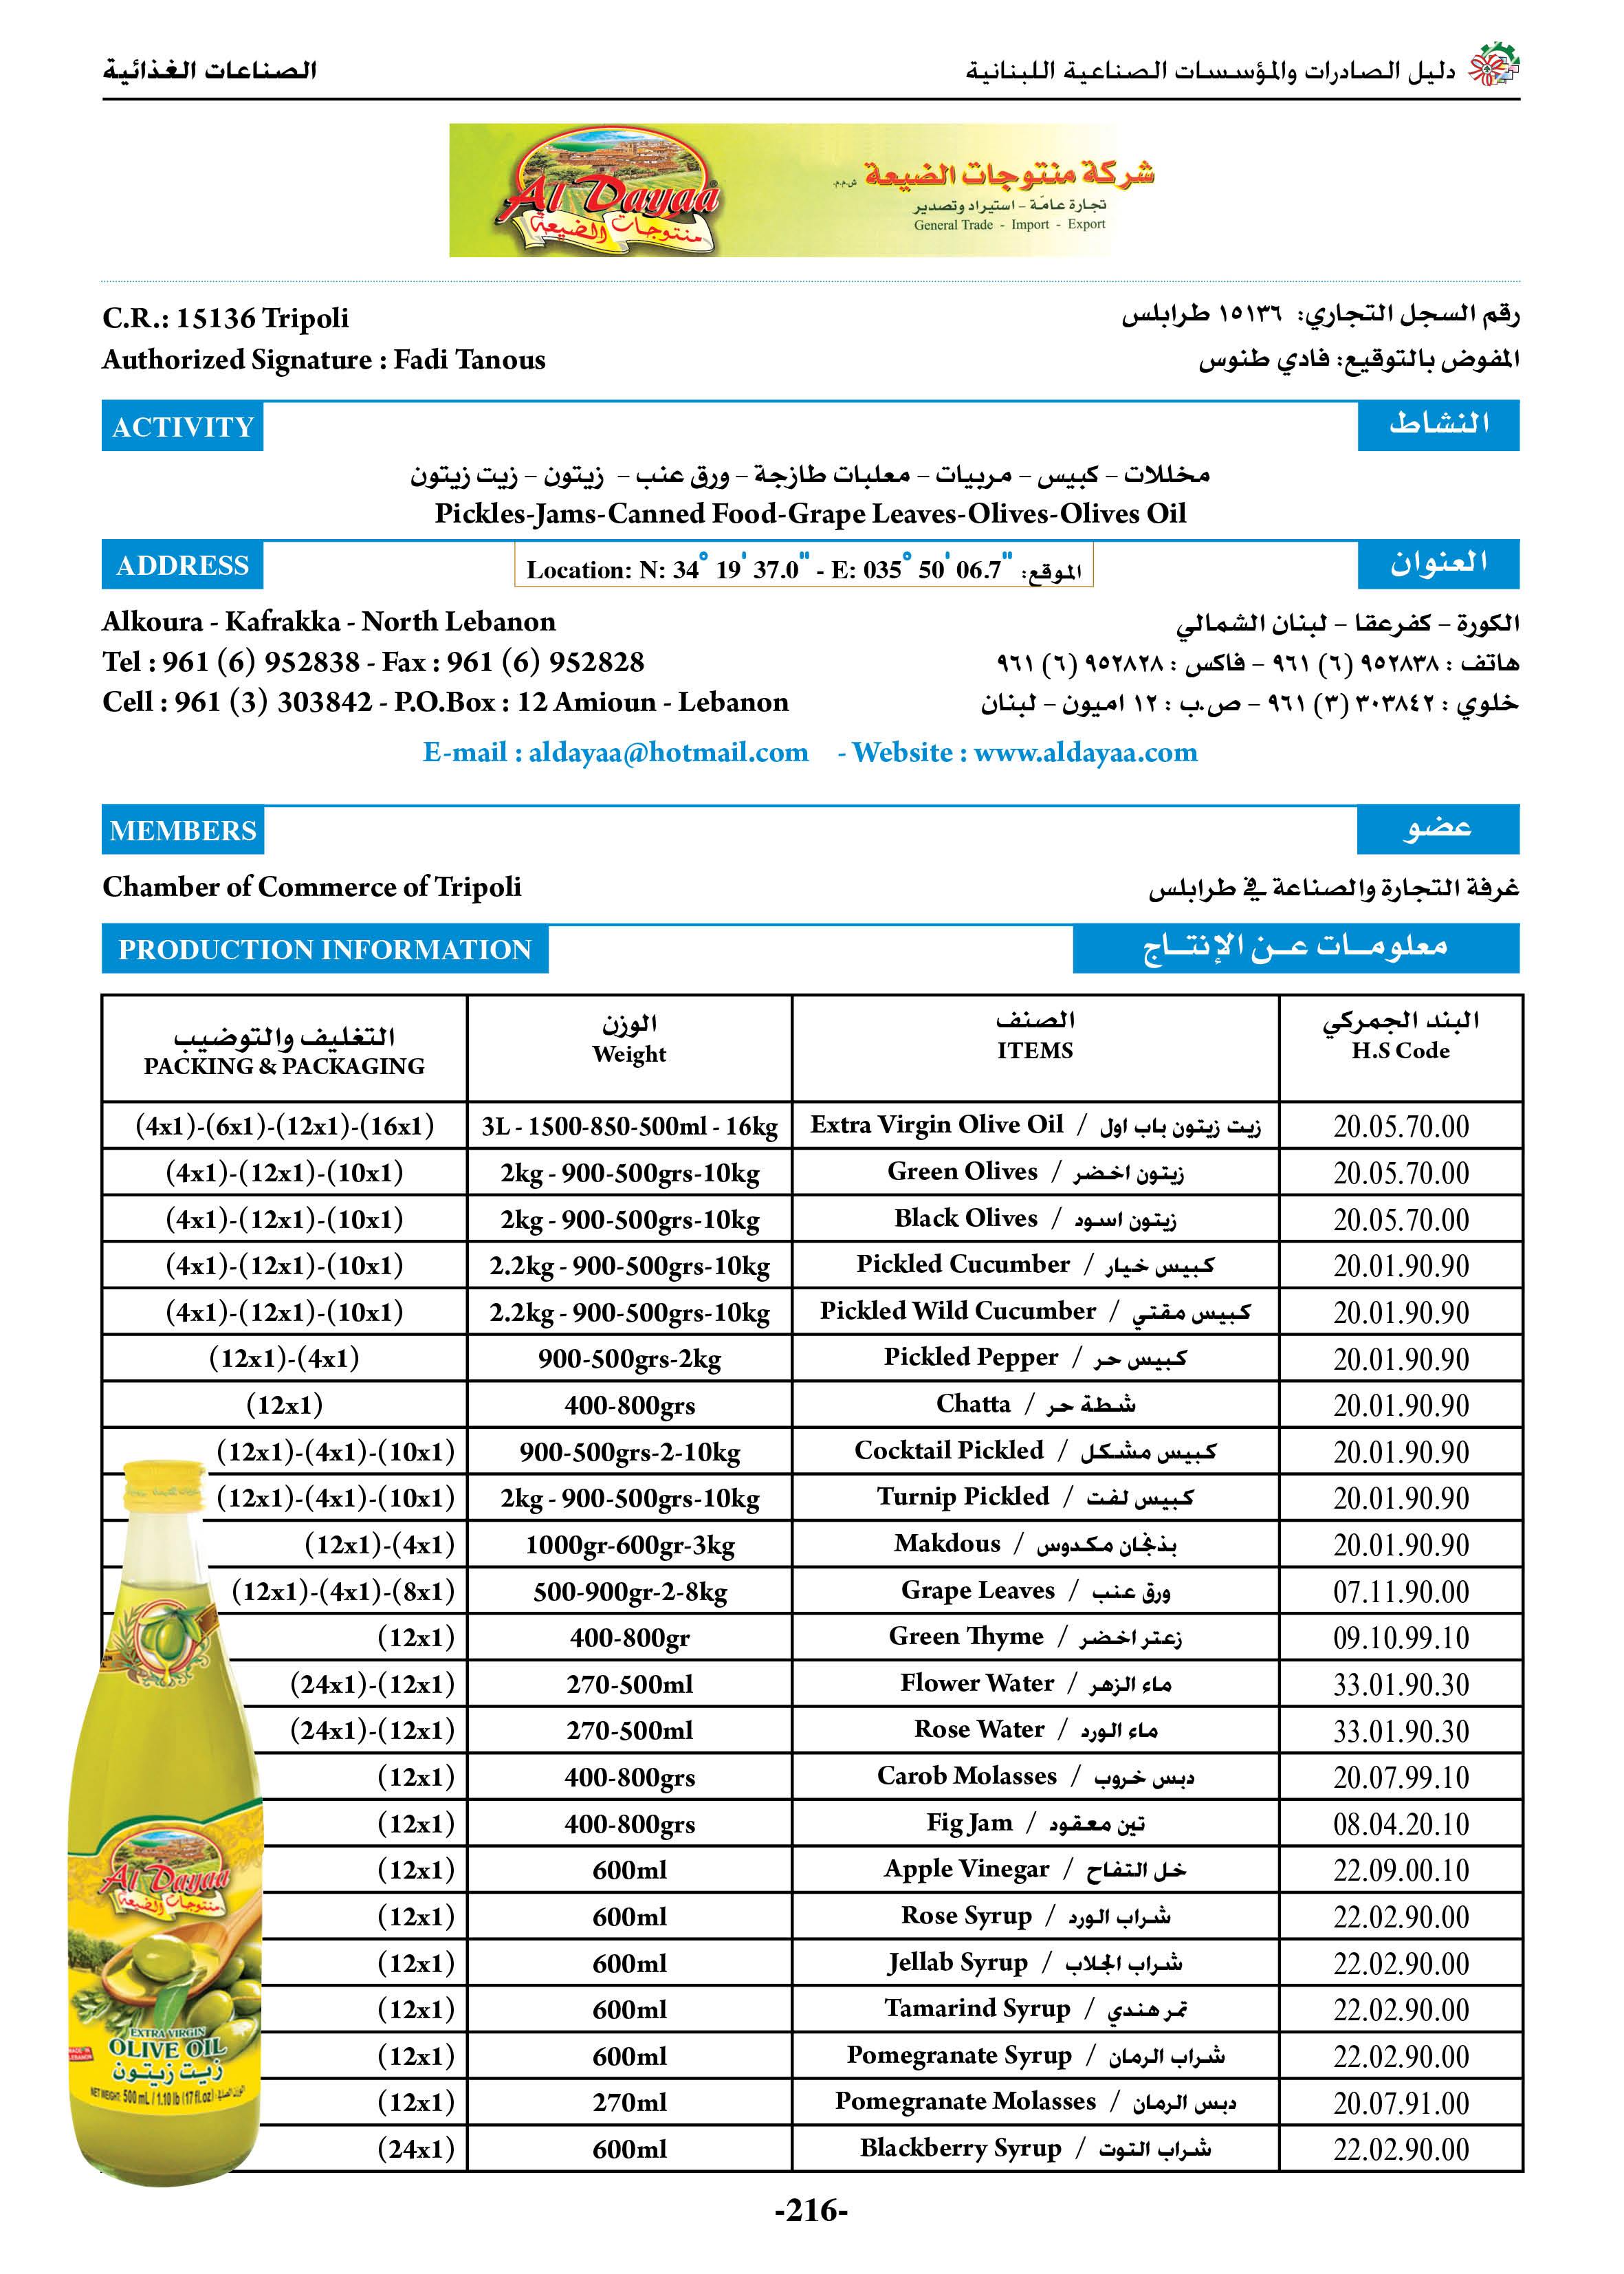 دليل الصادرات والمؤسسات الصناعية اللبنانية
الصناعات الغذائية
Al Dayaa
منتوجات الضيعة
شركة منتوجات الضيعة ش.م.م.
تجارة عامّة - استيراد وتصدير
General Trade - Import - Export
C.R.: 15136 Tripoli
رقم السجل التجاري: ١٥١٣٦ طرابلس
Authorized Signature : Fadi Tanous
المفوض بالتوقيع: فادي طنوس
ACTIVITY
النشاط
مخللات – كبيس – مربيات – معلبات طازجة – ورق عنب – زيتون – زيت زيتون
Pickles-Jams-Canned Food-Grape Leaves-Olives-Olives Oil
ADDRESS
Location: N: 34° 19' 37.0" - E: 035° 50' 06.7" الموقع:
العنوان
Alkoura - Kafrakka - North Lebanon
الكورة – كفرعقا – لبنان الشمالي
Tel : 961 (6) 952838 - Fax : 961 (6) 952828
هاتف : ٩٥٢٨٣٨ (٦) ٩٦١ – فاكس : ٩٥٢٨٢٨ (٦) ٩٦١
Cell : 961 (3) 303842 - P.O.Box : 12 Amioun - Lebanon
خلوي : ٣٠٣٨٤٢ (٣) ٩٦١ – ص.ب : ١٢ اميون – لبنان
E-mail : aldayaa@hotmail.com - Website : www.aldayaa.com
MEMBERS
عضو
Chamber of Commerce of Tripoli
غرفة التجارة والصناعة في طرابلس
PRODUCTION INFORMATION
معلومـات عـن الإنتـاج
التغليف والتوضيب الوزن الصنف البند الجمركي
PACKING & PACKAGING Weight ITEMS H.S Code
(4x1)-(6x1)-(12x1)-(16x1) 3L - 1500-850-500ml - 16kg Extra Virgin Olive Oil / زيت زيتون باب اول 20.05.70.00
(4x1)-(12x1)-(10x1) 2kg - 900-500grs-10kg Green Olives / زيتون اخضر 20.05.70.00
(4x1)-(12x1)-(10x1) 2kg - 900-500grs-10kg Black Olives / زيتون اسود 20.05.70.00
(4x1)-(12x1)-(10x1) 2.2kg - 900-500grs-10kg Pickled Cucumber / كبيس خيار 20.01.90.90
(4x1)-(12x1)-(10x1) 2.2kg - 900-500grs-10kg Pickled Wild Cucumber / كبيس مقتي 20.01.90.90
(12x1)-(4x1) 900-500grs-2kg Pickled Pepper / كبيس حر 20.01.90.90
(12x1) 400-800grs Chatta / شطة حر 20.01.90.90
(12x1)-(4x1)-(10x1) 900-500grs-2-10kg Cocktail Pickled / كبيس مشكل 20.01.90.90
(12x1)-(4x1)-(10x1) 2kg - 900-500grs-10kg Turnip Pickled / كبيس لفت 20.01.90.90
(12x1)-(4x1) 1000gr-600gr-3kg Makdous / بذنجان مكدوس 20.01.90.90
(12x1)-(4x1)-(8x1) 500-900gr-2-8kg Grape Leaves / ورق عنب 07.11.90.00
(12x1) 400-800gr Green Thyme / زعتر اخضر 09.10.99.10
(24x1)-(12x1) 270-500ml Flower Water / ماء الزهر 33.01.90.30
(24x1)-(12x1) 270-500ml Rose Water / ماء الورد 33.01.90.30
(12x1) 400-800grs Carob Molasses / دبس خروب 20.07.99.10
(12x1) 400-800grs Fig Jam / تين معقود 08.04.20.10
(12x1) 600ml Apple Vinegar / خل التفاح 22.09.00.10
(12x1) 600ml Rose Syrup / شراب الورد 22.02.90.00
(12x1) 600ml Jellab Syrup / شراب الجلاب 22.02.90.00
(12x1) 600ml Tamarind Syrup / تمر هندي 22.02.90.00
(12x1) 600ml Pomegranate Syrup / شراب الرمان 22.02.90.00
(12x1) 270ml Pomegranate Molasses / دبس الرمان 20.07.91.00
(24x1) 600ml Blackberry Syrup / شراب التوت 22.02.90.00
Al Dayaa
منتوجات الضيعة
EXTRA VIRGIN
OLIVE OIL
MADE IN LEBANON
زيت زيتون
NET WEIGHT: 500 mL / 1.10 lb (17 fl.oz)
-216-